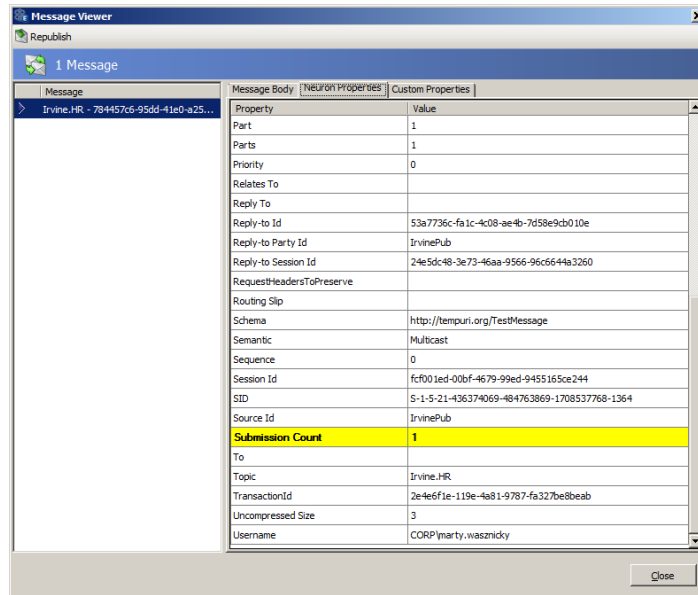 Message Viewer
Republish
1 Message
Message
Irvine.HR - 784457c6-95dd-41e0-a25...
Message Body Neuron Properties Custom Properties
Property Value
Part 1
Parts 1
Priority 0
Relates To
Reply To
Reply-to Id 53a7736c-fa1c-4c08-ae4b-7d58e9cb010e
Reply-to Party Id IrvinePub
Reply-to Session Id 24e5dc48-3e73-46aa-9566-96c6644a3260
RequestHeadersToPreserve
Routing Slip
Schema http://tempuri.org/TestMessage
Semantic Multicast
Sequence 0
Session Id fcf001ed-00bf-4679-99ed-9455165ce244
SID S-1-5-21-436374069-484763869-1708537768-1364
Source Id IrvinePub
Submission Count 1
To
Topic Irvine.HR
TransactionId 2e4e6f1e-119e-4a81-9787-fa327be8beab
Uncompressed Size 3
Username CORP\marty.wasznicky
Close